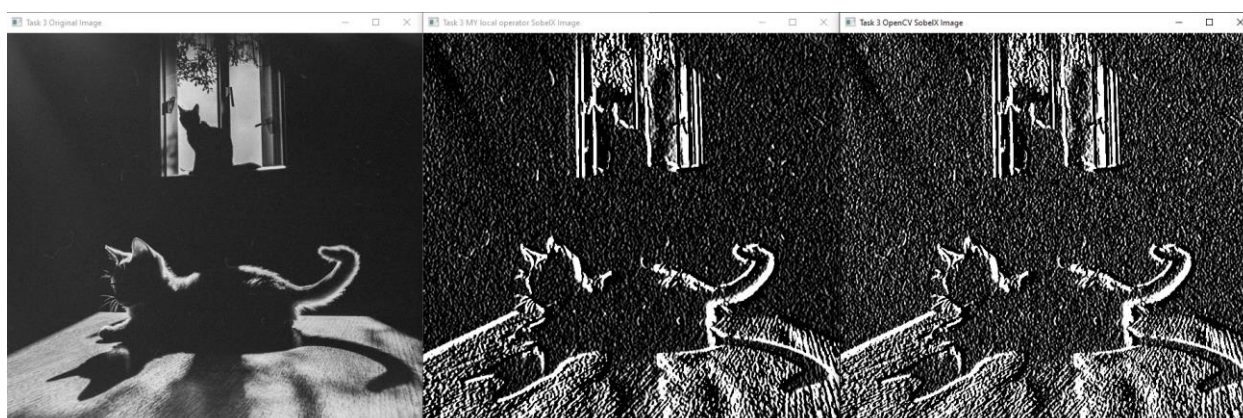 Task 3 Original Image
Task 3 MY local operator SobelX Image
Task 3 OpenCV SobelX Image